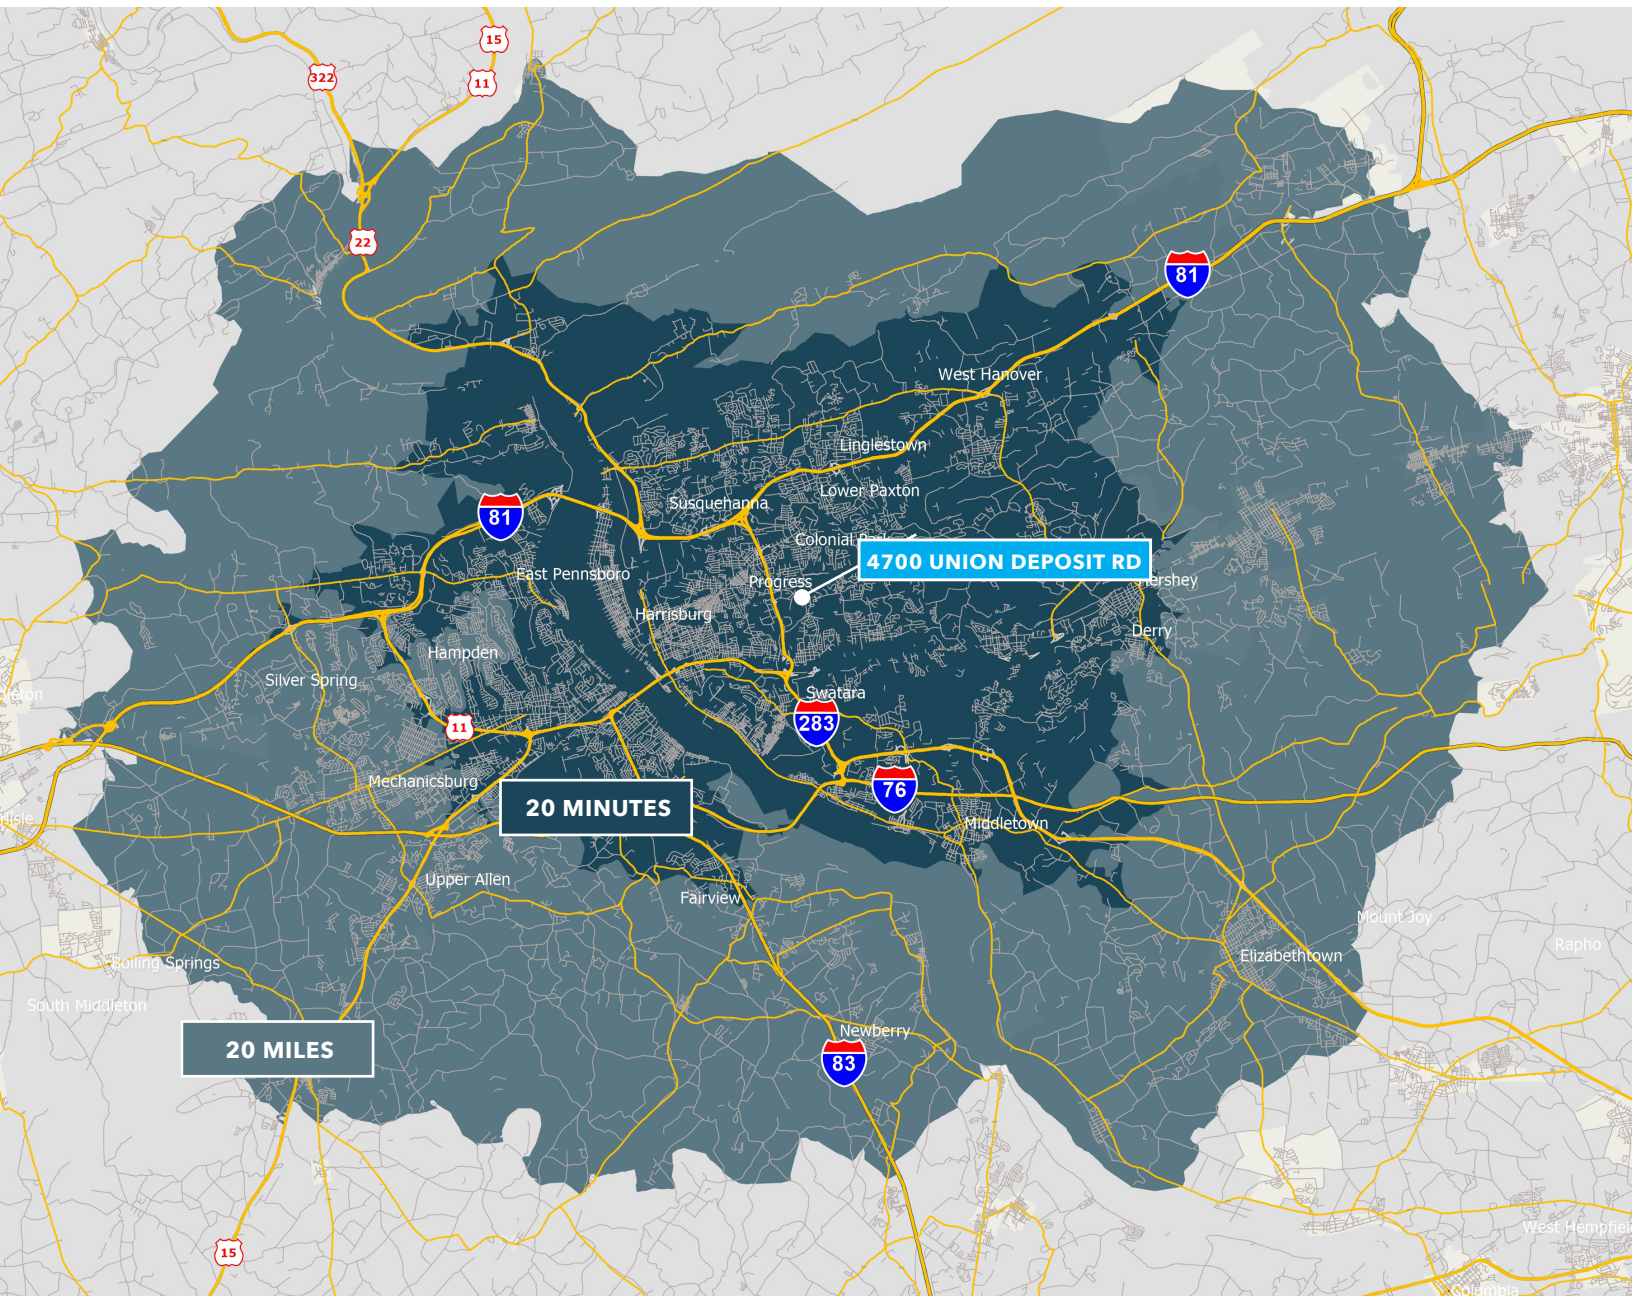 15
322
11
22
81
West Hanover
Linglestown
Lower Paxton
Susquehanna
81
Colonial Park
4700 UNION DEPOSIT RD
East Pennsboro
Progress
Hershey
Harrisburg
Derry
Hampden
Silver Spring
Swatara
11
283
Mechanicsburg
76
20 MINUTES
Middletown
Upper Allen
Fairview
Mount Joy
Rapho
Elizabethtown
Boiling Springs
South Middleton
Newberry
20 MILES
83
West Hempfiel
15
Columbia